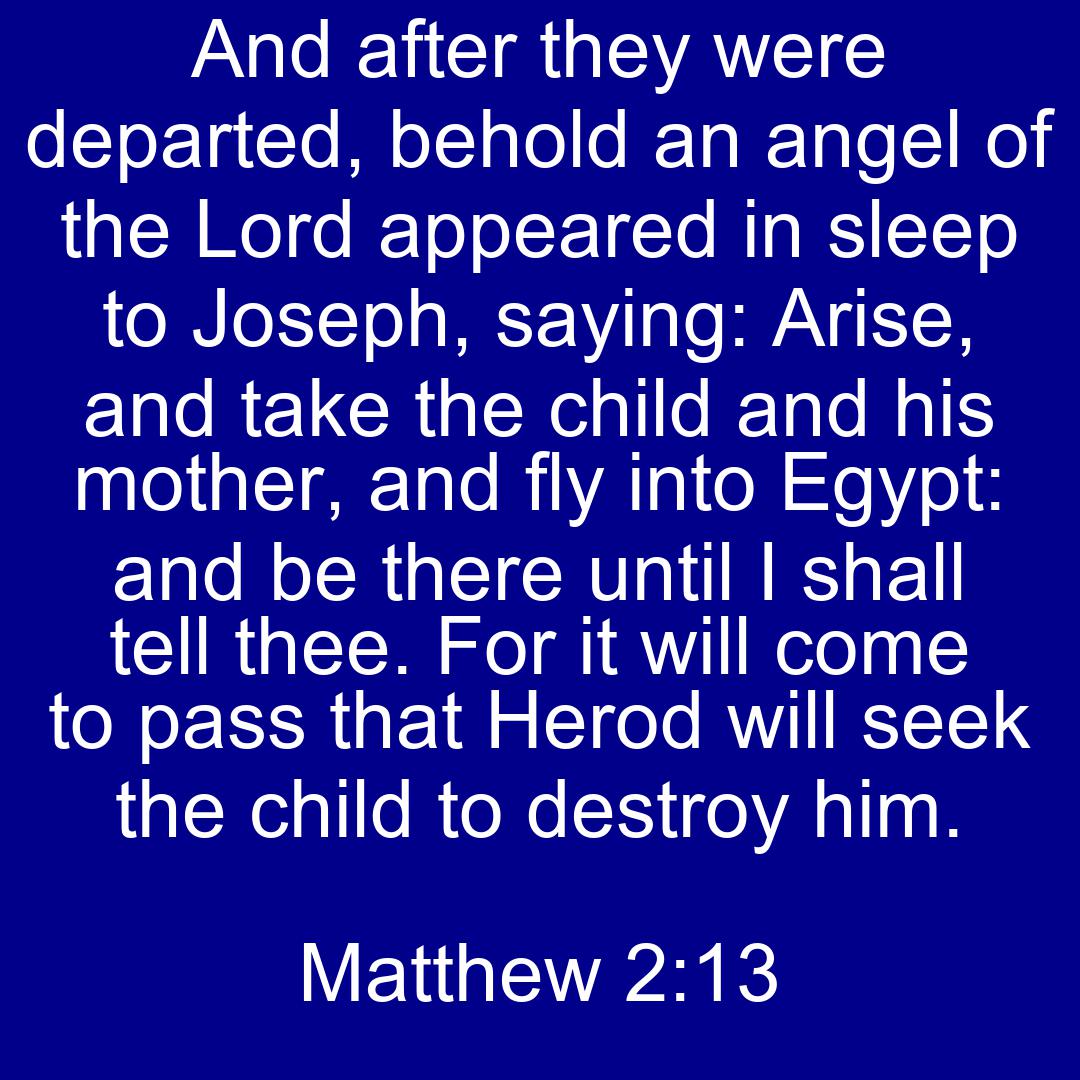 And after they were
departed, behold an angel of
the Lord appeared in sleep
to Joseph, saying: Arise,
and take the child and his
mother, and fly into Egypt:
and be there until I shall
tell thee. For it will come
to pass that Herod will seek
the child to destroy him.
Matthew 2:13